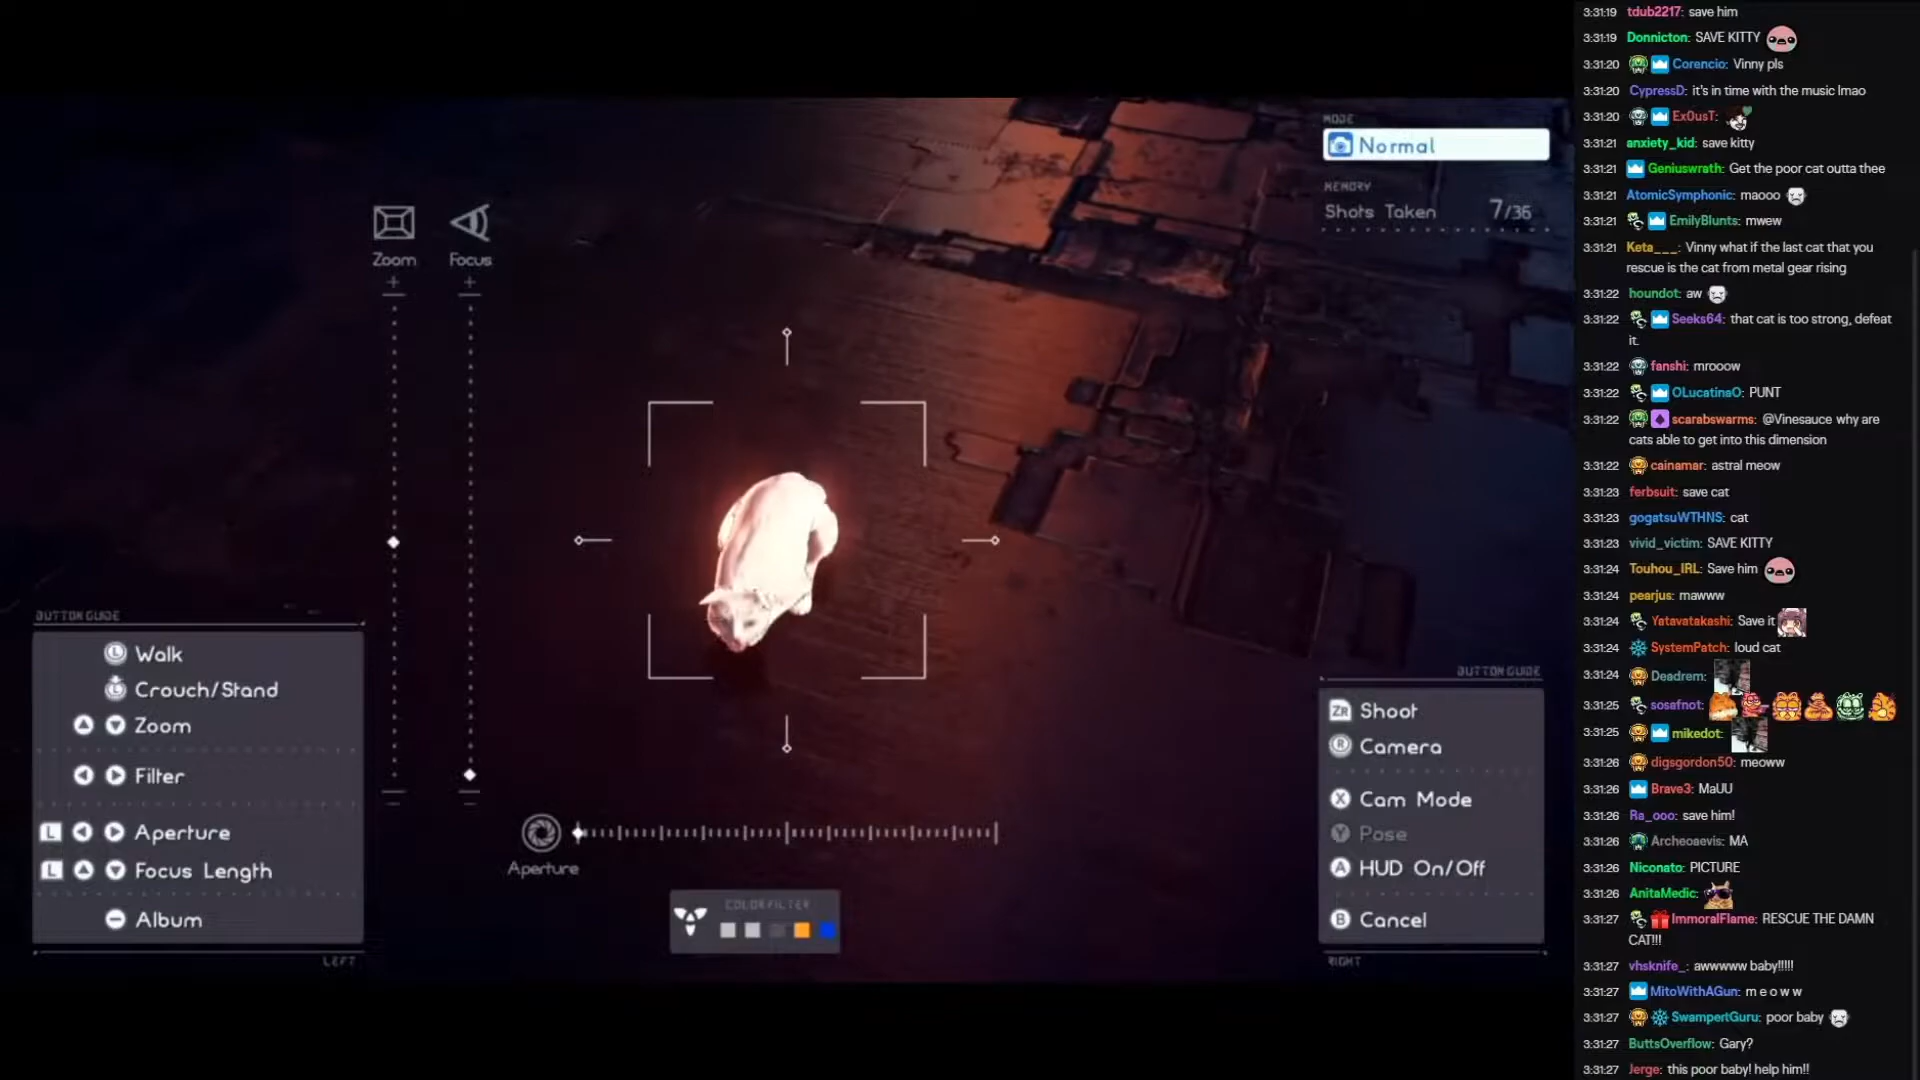 MODE
Normal
MEMORY
Shots Taken 7/36
Zoom
Focus
BUTTON GUIDE
L Walk
L Crouch/Stand
Zoom
Filter
L Aperture
L Focus Length
Album
LEFT
Aperture
COLORFILTER
BUTTON GUIDE
ZR Shoot
R Camera
X Cam Mode
Y Pose
A HUD On/Off
B Cancel
RIGHT
3:31:19 tdub2217: save him
3:31:19 Donnicton: SAVE KITTY
3:31:20 Corencio: Vinny pls
3:31:20 CypressD: it's in time with the music lmao
3:31:20 ExOusT:
3:31:21 anxiety_kid: save kitty
3:31:21 Geniuswrath: Get the poor cat outta thee
3:31:21 AtomicSymphonic: maooo
3:31:21 EmilyBlunts: mwew
3:31:21 Keta___: Vinny what if the last cat that you
rescue is the cat from metal gear rising
3:31:22 houndot: aw
3:31:22 Seeks64: that cat is too strong, defeat
it.
3:31:22 fanshi: mrooow
3:31:22 OLucatinaO: PUNT
3:31:22 scarabswarms: @Vinesauce why are
cats able to get into this dimension
3:31:22 cainamar: astral meow
3:31:23 ferbsuit: save cat
3:31:23 gogatsuWTHNS: cat
3:31:23 vivid_victim: SAVE KITTY
3:31:24 Touhou_IRL: Save him
3:31:24 pearjus: mawww
3:31:24 Yatavatakashi: Save it
3:31:24 SystemPatch: loud cat
3:31:24 Deadrem:
3:31:25 sosafnot:
3:31:25 mikedot:
3:31:26 digsgordon50: meoww
3:31:26 Brave3: MaUU
3:31:26 Ra_ooo: save him!
3:31:26 Archeoaevis: MA
3:31:26 Niconato: PICTURE
3:31:26 AnitaMedic:
3:31:27 ImmoralFlame: RESCUE THE DAMN
CAT!!!
3:31:27 vhsknife_: awwwww baby!!!!!
3:31:27 MitoWithAGun: m e o w w
3:31:27 SwampertGuru: poor baby
3:31:27 ButtsOverflow: Gary?
3:31:27 Jerge: this poor baby! help him!!